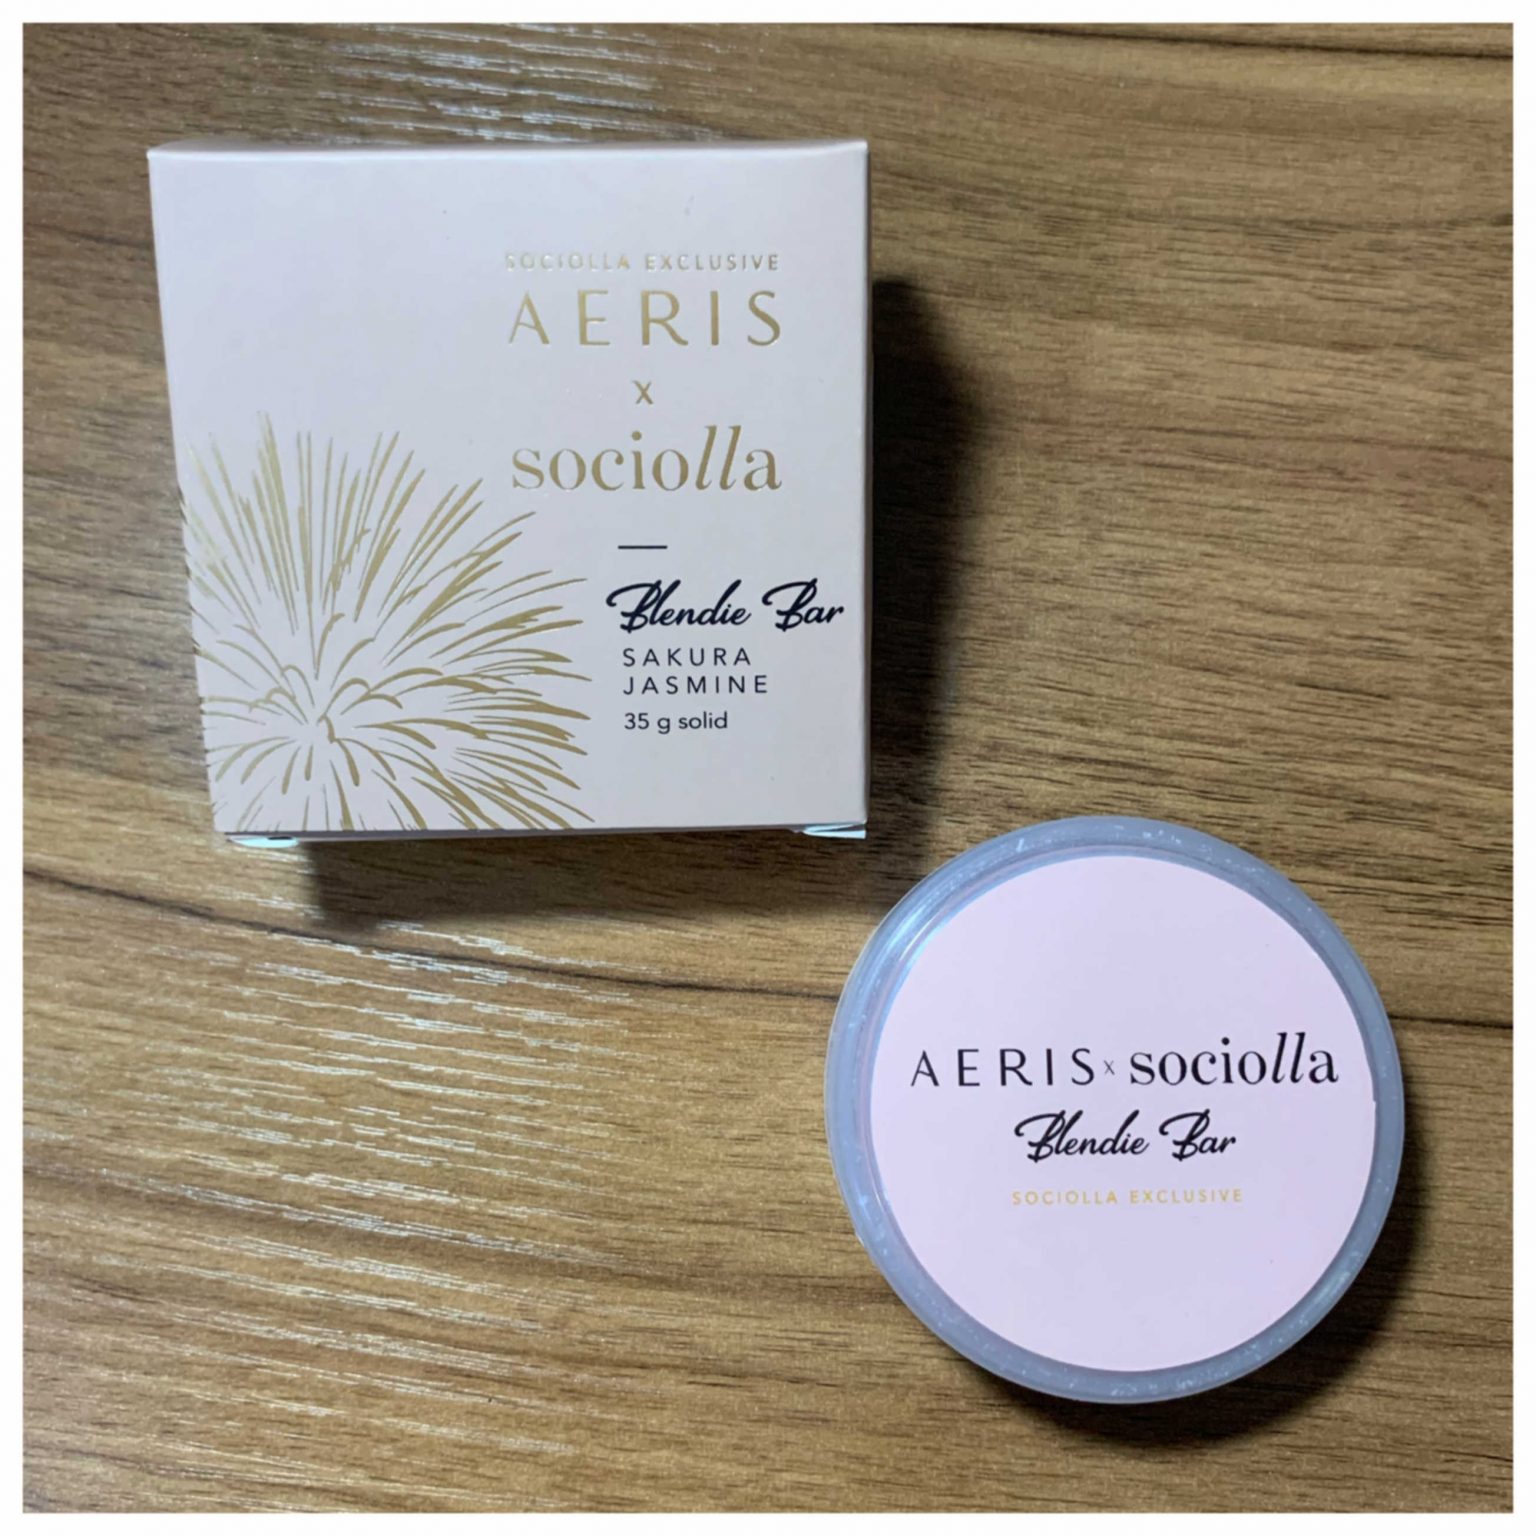 SOCIOLLA EXCLUSIVE
AERIS
x
sociolla
Blendie Bar
SAKURA
JASMINE
35 g solid
AERIS x sociolla
Blendie Bar
SOCIOLLA EXCLUSIVE